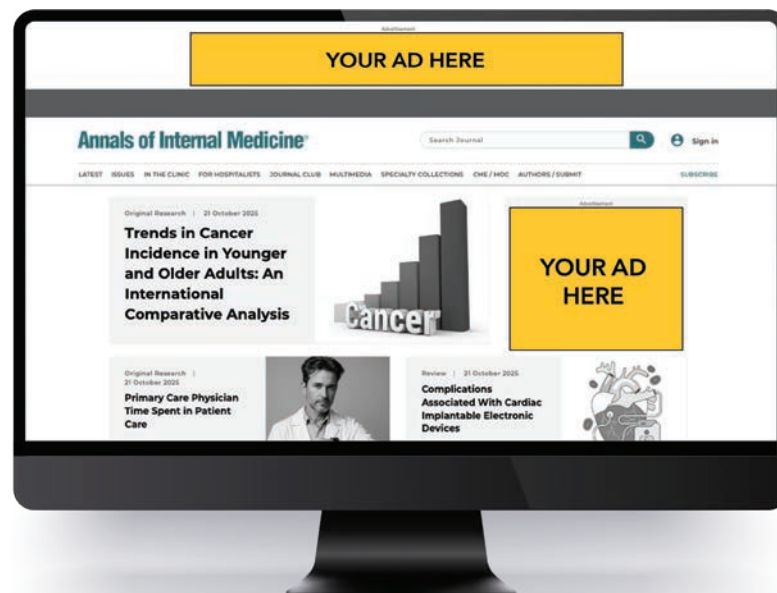 Advertisement
YOUR AD HERE
Annals of Internal Medicine®
Search Journal
Sign in
LATEST ISSUES IN THE CLINIC FOR HOSPITALISTS JOURNAL CLUB MULTIMEDIA SPECIALTY COLLECTIONS CME / MOC AUTHORS / SUBMIT SUBSCRIBE
Original Research | 21 October 2025
Trends in Cancer
Incidence in Younger
and Older Adults: An
International
Comparative Analysis
Cancer
Advertisement
YOUR AD
HERE
Original Research |
21 October 2025
Primary Care Physician
Time Spent in Patient
Care
Review | 21 October 2025
Complications
Associated With Cardiac
Implantable Electronic
Devices